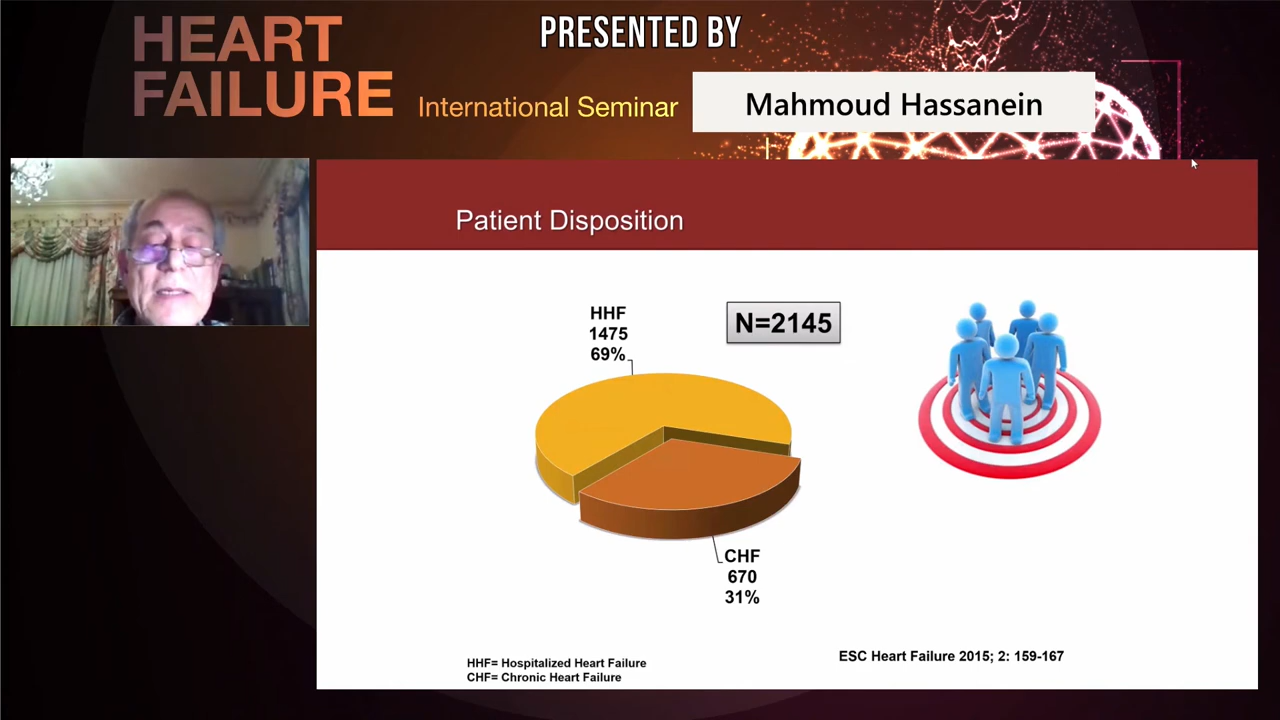 HEART
FAILURE
International Seminar
PRESENTED BY
Mahmoud Hassanein
Patient Disposition
HHF
1475
69%
N=2145
CHF
670
31%
HHF= Hospitalized Heart Failure
CHF= Chronic Heart Failure
ESC Heart Failure 2015; 2: 159-167